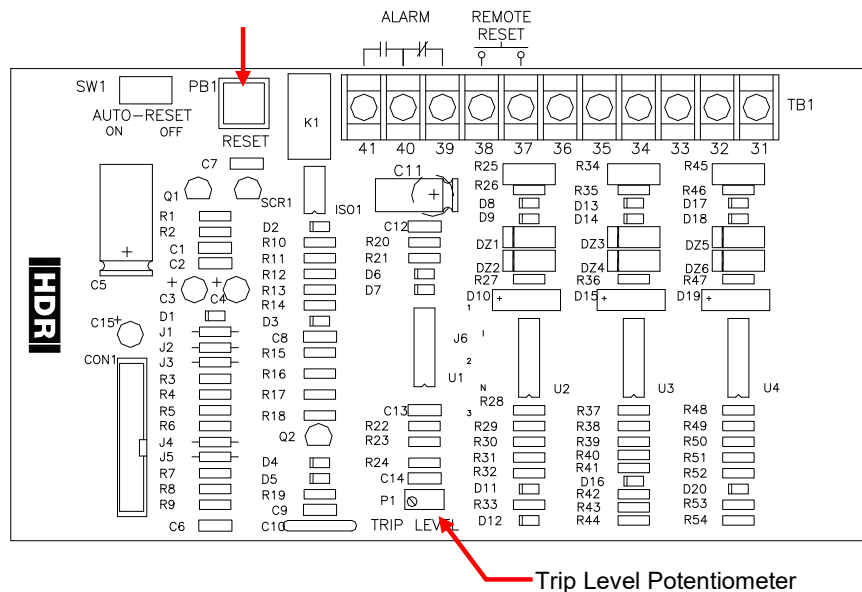 ALARM
REMOTE
RESET
SW1
PB1
AUTO-RESET
ON OFF
RESET
K1
TB1
41 40 39 38 37 36 35 34 33 32 31
C7
Q1
SCR1
ISO1
C11
C5
R1
R2
C1
C2
C3
C4
D1
C15
J1
J2
J3
CON1
R3
R4
R5
R6
J4
J5
R7
R8
R9
C6
HDR
D2
R10
R11
R12
R13
R14
D3
C8
R15
R16
R17
R18
Q2
D4
D5
R19
C9
C10
C12
R20
R21
D6
D7
U1
C13
R22
R23
R24
C14
P1
TRIP LEVEL
R25
R26
D8
D9
DZ1
DZ2
R27
D10
1
J6
I
2
N
3
U2
R28
R29
R30
R31
R32
D11
R33
D12
R34
R35
D13
D14
DZ3
DZ4
R36
D15
U3
R37
R38
R39
R40
R41
D16
R42
R43
R44
R45
R46
D17
D18
DZ5
DZ6
R47
D19
U4
R48
R49
R50
R51
R52
D20
R53
R54
Trip Level Potentiometer